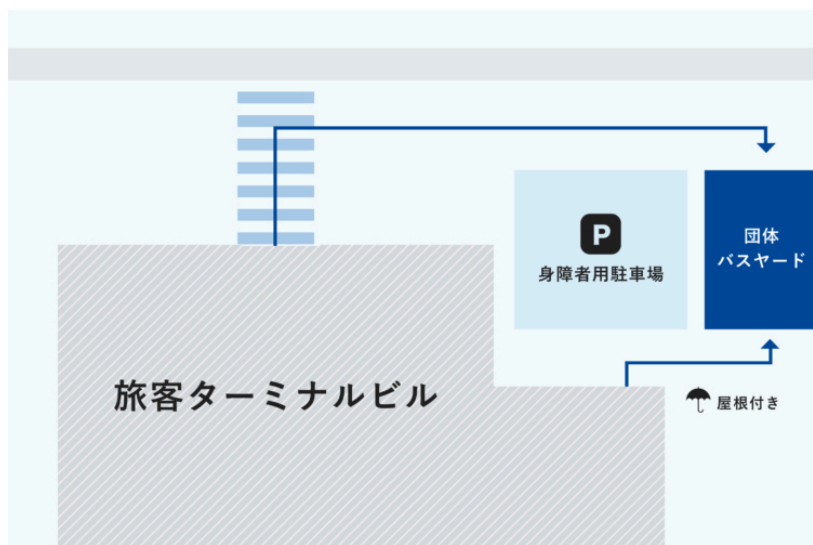 P
身障者用駐車場
団体
バスヤード
旅客ターミナルビル
屋根付き